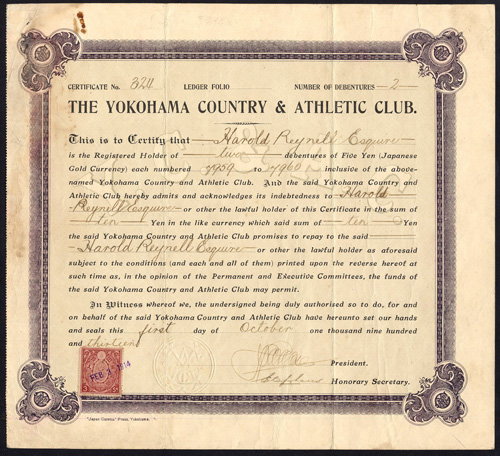 CERTIFICATE No. 324 LEDGER FOLIO NUMBER OF DEBENTURES — 2 —
THE YOKOHAMA COUNTRY & ATHLETIC CLUB.
This is to Certify that Harold Reynell Esquire
is the Registered Holder of two debentures of Five Yen (Japanese
Gold Currency) each numbered 7959 to 7960 inclusive of the above-
named Yokohama Country and Athletic Club. And the said Yokohama Country and
Athletic Club hereby admits and acknowledges its indebtedness to Harold
Reynell Esquire or other the lawful holder of this Certificate in the sum of
ten Yen in the like currency which said sum of ten Yen
the said Yokohama Country and Athletic Club promises to repay to the said
Harold Reynell Esquire or other the lawful holder as aforesaid
subject to the conditions (and each and all of them) printed upon the reverse hereof at
such time as, in the opinion of the Permanent and Executive Committees, the funds of
the said Yokohama Country and Athletic Club may permit.
In Witness whereof we, the undersigned being duly authorised so to do, for and
on behalf of the said Yokohama Country and Athletic Club have hereunto set our hands
and seals this first day of October one thousand nine hundred
and thirteen
President.
Honorary Secretary.
FEB 1914
"Japan Gazette" Press, Yokohama.